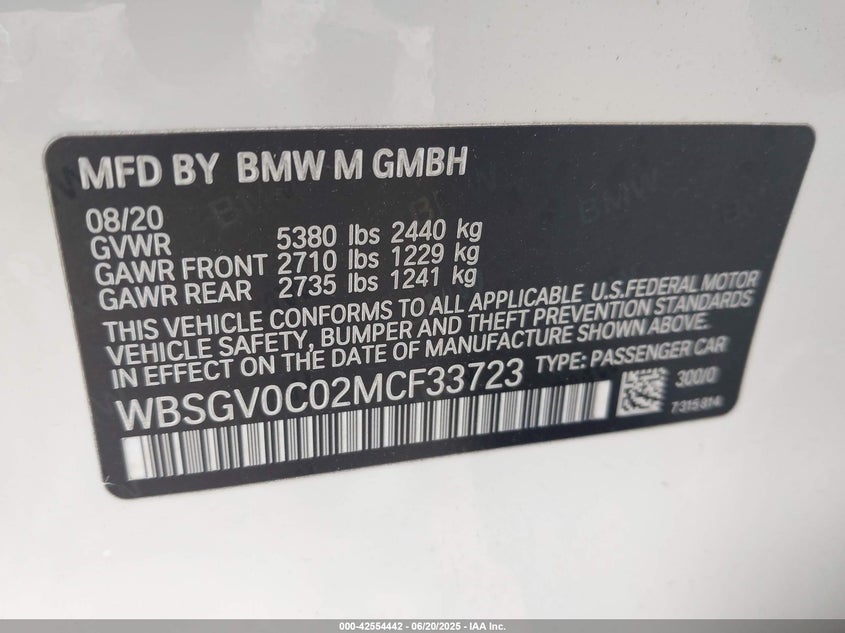 MFD BY BMW M GMBH
08/20
GVWR 5380 lbs 2440 kg
GAWR FRONT 2710 lbs 1229 kg
GAWR REAR 2735 lbs 1241 kg
THIS VEHICLE CONFORMS TO ALL APPLICABLE U.S.FEDERAL MOTOR
VEHICLE SAFETY, BUMPER AND THEFT PREVENTION STANDARDS
IN EFFECT ON THE DATE OF MANUFACTURE SHOWN ABOVE.
WBSGV0C02MCF33723 TYPE: PASSENGER CAR
300/0
7 315 814
000-42554442 - 06/20/2025 - IAA Inc.